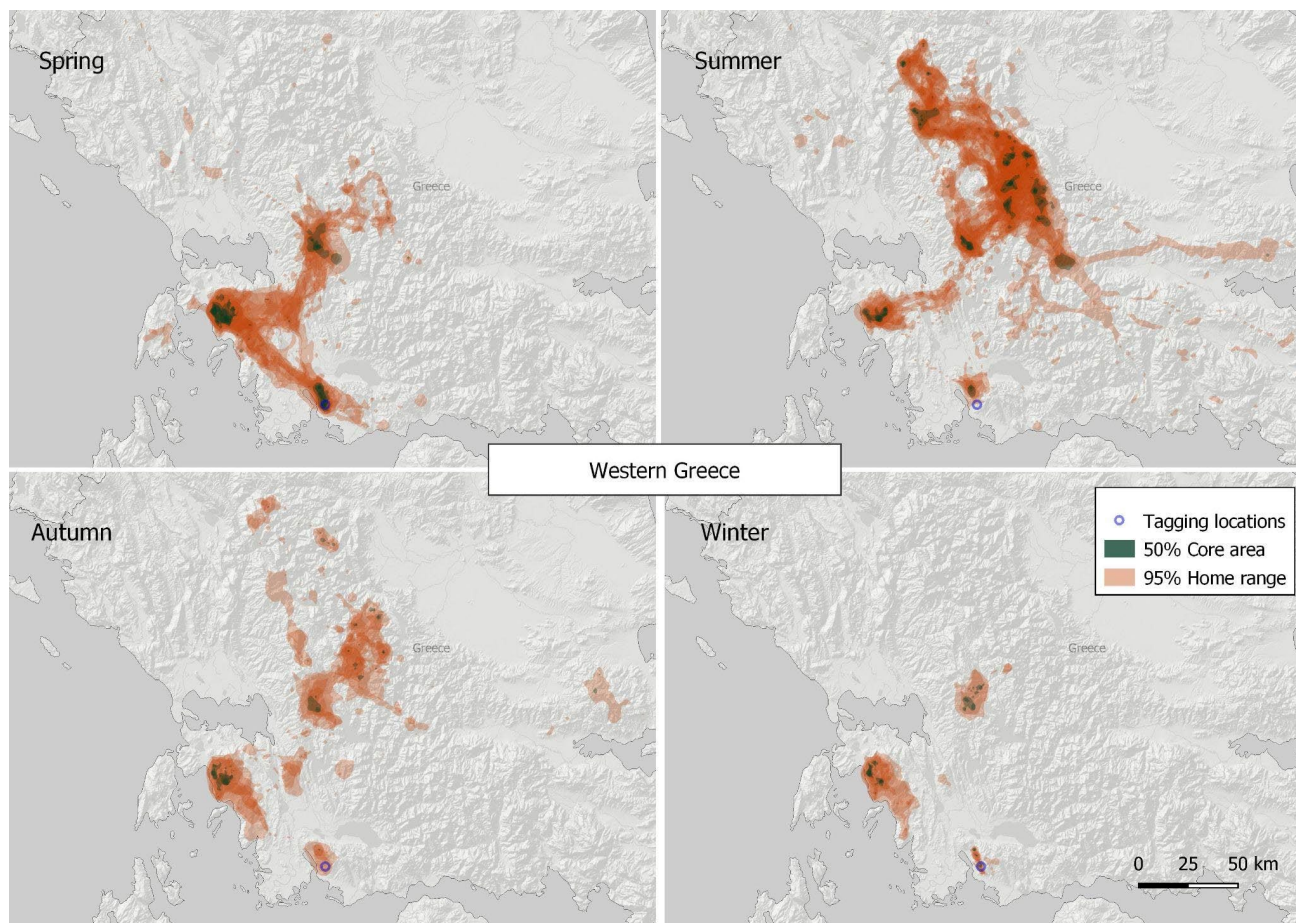 Spring
Summer
Greece
Greece
Western Greece
Autumn
Winter
Tagging locations
50% Core area
95% Home range
Greece
Greece
0 25 50 km